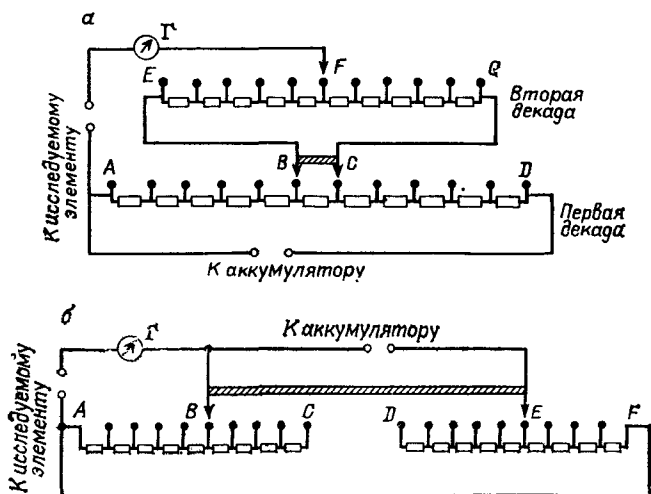 а
Г
F
E
G
Вторая
декада
К исследуемому
элементу
B
C
A
D
Первая
декада
К аккумулятору
б
Г
К аккумулятору
К исследуемому
элементу
A
B
C
D
E
F